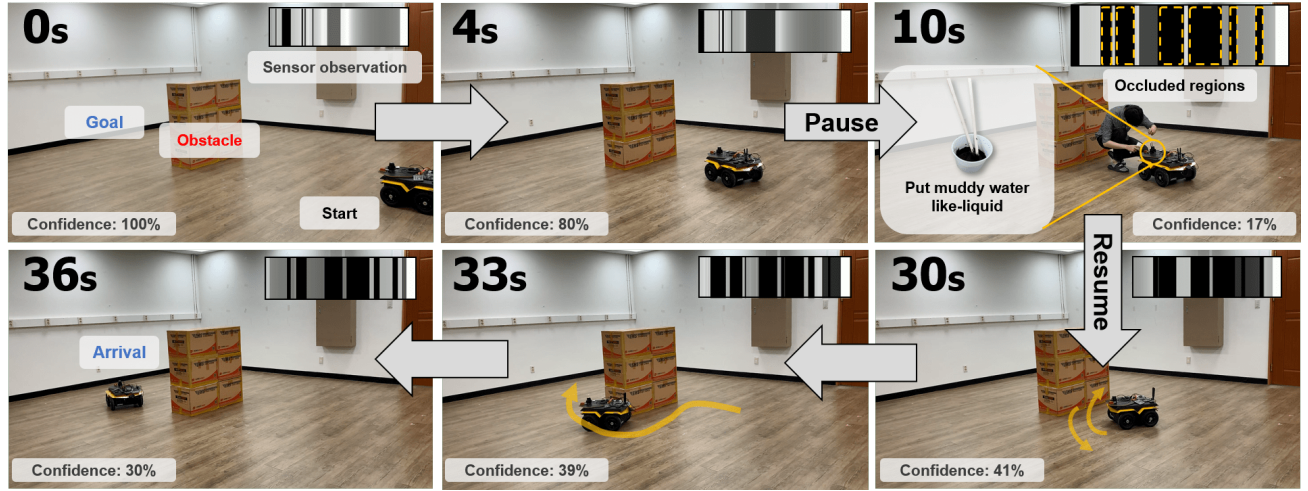 0s
Sensor observation
Goal
Obstacle
Start
Confidence: 100%
4s
Confidence: 80%
Pause
10s
Occluded regions
Put muddy water
like-liquid
Confidence: 17%
Resume
36s
Arrival
Confidence: 30%
33s
Confidence: 39%
30s
Confidence: 41%